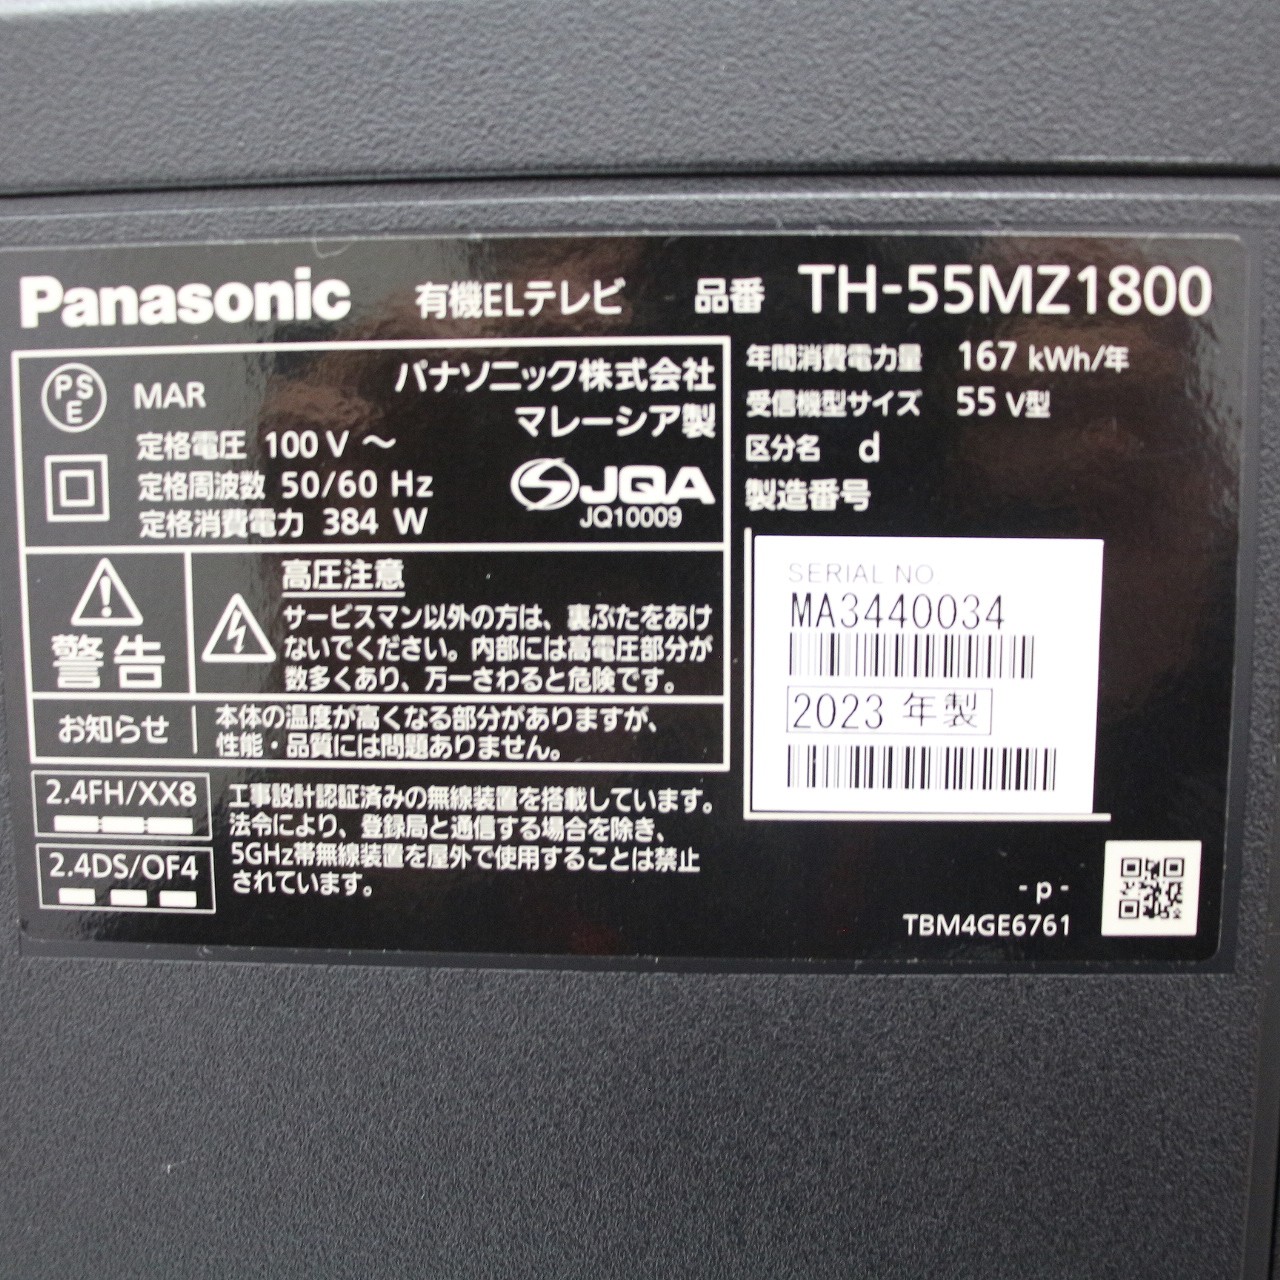 Panasonic 有機ELテレビ 品番 TH-55MZ1800
PS
E
MAR
パナソニック株式会社
マレーシア製
定格電圧 100 V ～
定格周波数 50/60 Hz
定格消費電力 384 W
JQA
JQ10009
年間消費電力量 167 kWh/年
受信機型サイズ 55 V型
区分名 d
製造番号
SERIAL NO.
MA3440034
2023 年製
警告
高圧注意
サービスマン以外の方は、裏ぶたをあけ
ないでください。内部には高電圧部分が
数多くあり、万一さわると危険です。
お知らせ
本体の温度が高くなる部分がありますが、
性能・品質には問題ありません。
2.4FH/XX8
2.4DS/OF4
工事設計認証済みの無線装置を搭載しています。
法令により、登録局と通信する場合を除き、
5GHz帯無線装置を屋外で使用することは禁止
されています。
- p -
TBM4GE6761